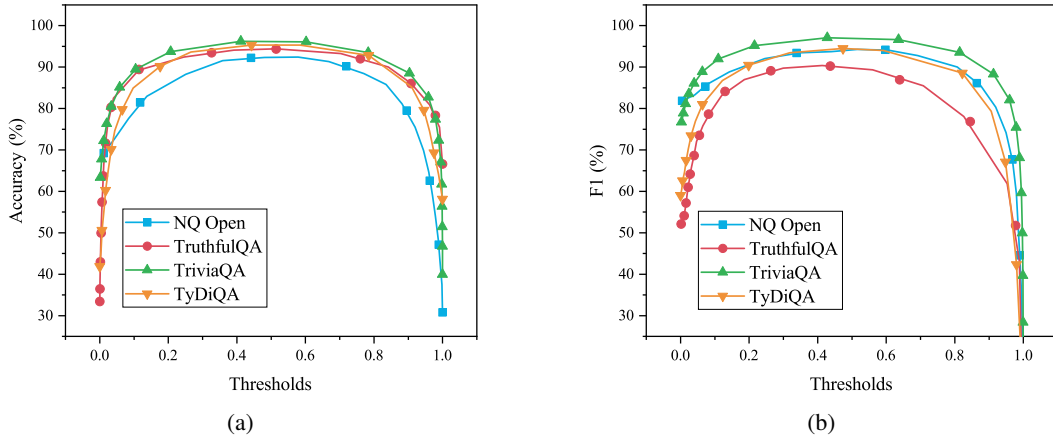 100
90
80
70
60
50
40
30
Accuracy (%)
NQ Open
TruthfulQA
TriviaQA
TyDiQA
0.0 0.2 0.4 0.6 0.8 1.0
Thresholds
(a)
100
90
80
70
60
50
40
30
F1 (%)
NQ Open
TruthfulQA
TriviaQA
TyDiQA
0.0 0.2 0.4 0.6 0.8 1.0
Thresholds
(b)